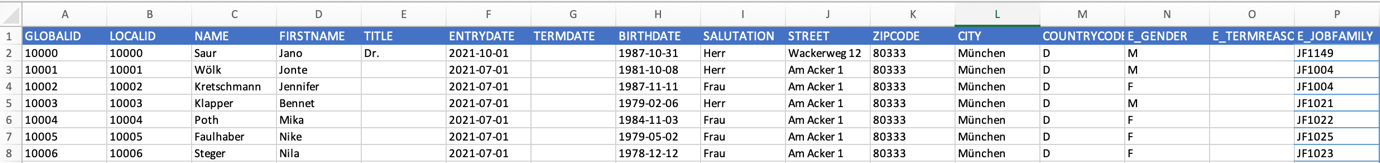 A B C D E F G H I J K L M N O P
1 GLOBALID LOCALID NAME FIRSTNAME TITLE ENTRYDATE TERMDATE BIRTHDATE SALUTATION STREET ZIPCODE CITY COUNTRYCODE E_GENDER E_TERMREASC E_JOBFAMILY
2 10000 10000 Saur Jano Dr. 2021-10-01 1987-10-31 Herr Wackerweg 12 80333 München D M JF1149
3 10001 10001 Wölk Jonte 2021-07-01 1981-10-08 Herr Am Acker 1 80333 München D M JF1004
4 10002 10002 Kretschmann Jennifer 2021-07-01 1987-11-11 Frau Am Acker 1 80333 München D F JF1004
5 10003 10003 Klapper Bennet 2021-07-01 1979-02-06 Herr Am Acker 1 80333 München D M JF1021
6 10004 10004 Poth Mika 2021-07-01 1984-11-03 Frau Am Acker 1 80333 München D F JF1022
7 10005 10005 Faulhaber Nike 2021-07-01 1979-05-02 Frau Am Acker 1 80333 München D F JF1025
8 10006 10006 Steger Nila 2021-07-01 1978-12-12 Frau Am Acker 1 80333 München D F JF1023